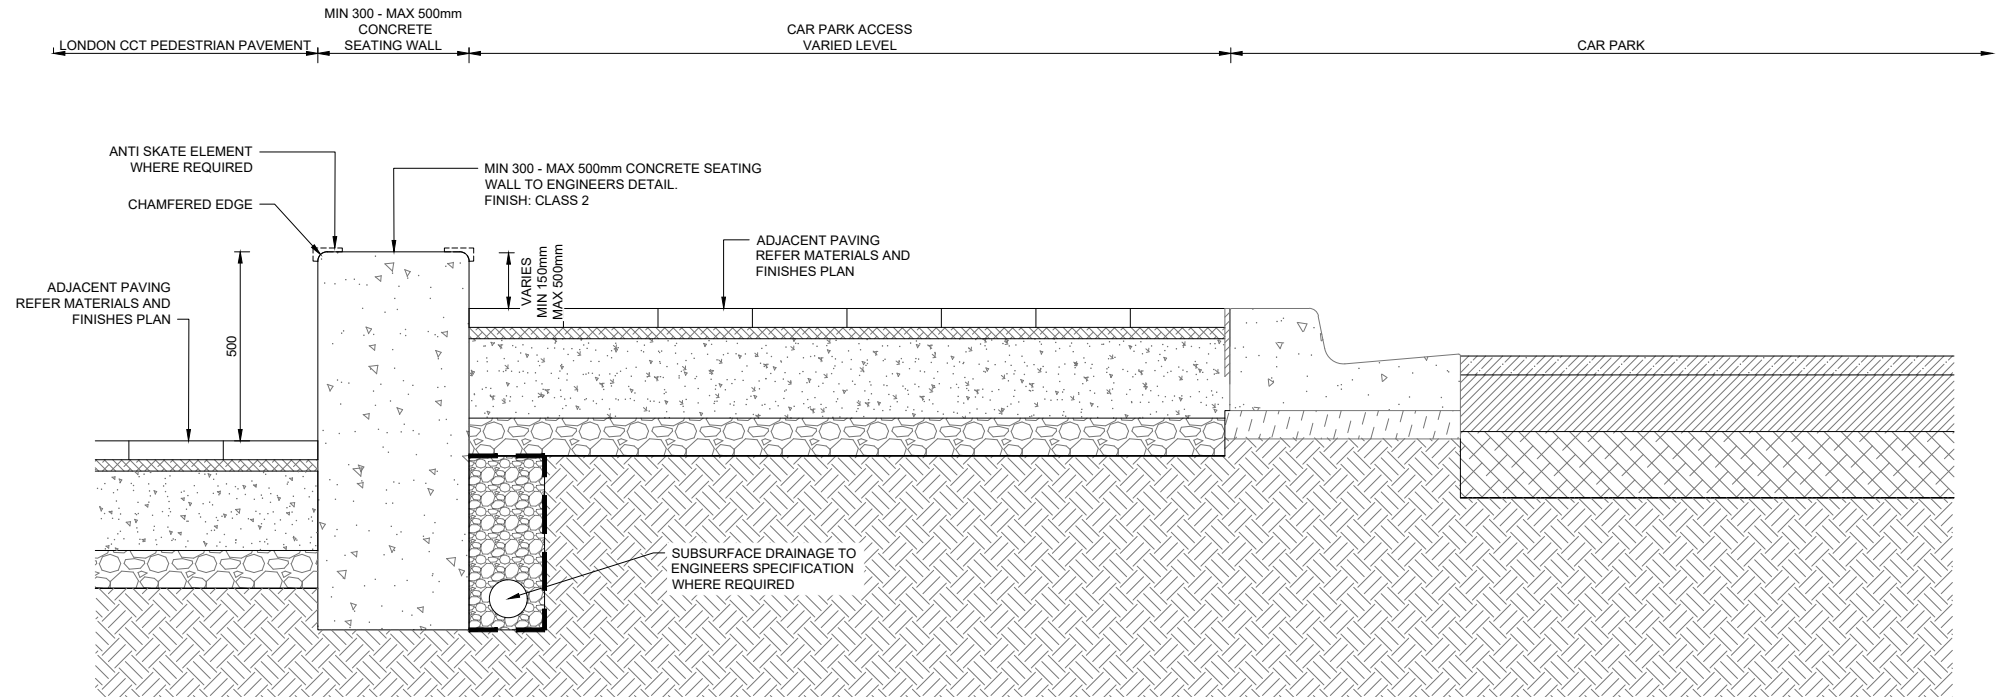 MIN 300 - MAX 500mm
CONCRETE
SEATING WALL
LONDON CCT PEDESTRIAN PAVEMENT
CAR PARK ACCESS
VARIED LEVEL
CAR PARK
ANTI SKATE ELEMENT
WHERE REQUIRED
CHAMFERED EDGE
MIN 300 - MAX 500mm CONCRETE SEATING
WALL TO ENGINEERS DETAIL.
FINISH: CLASS 2
ADJACENT PAVING
REFER MATERIALS AND
FINISHES PLAN
500
VARIES
MIN 150mm
MAX 500mm
ADJACENT PAVING
REFER MATERIALS AND
FINISHES PLAN
SUBSURFACE DRAINAGE TO
ENGINEERS SPECIFICATION
WHERE REQUIRED